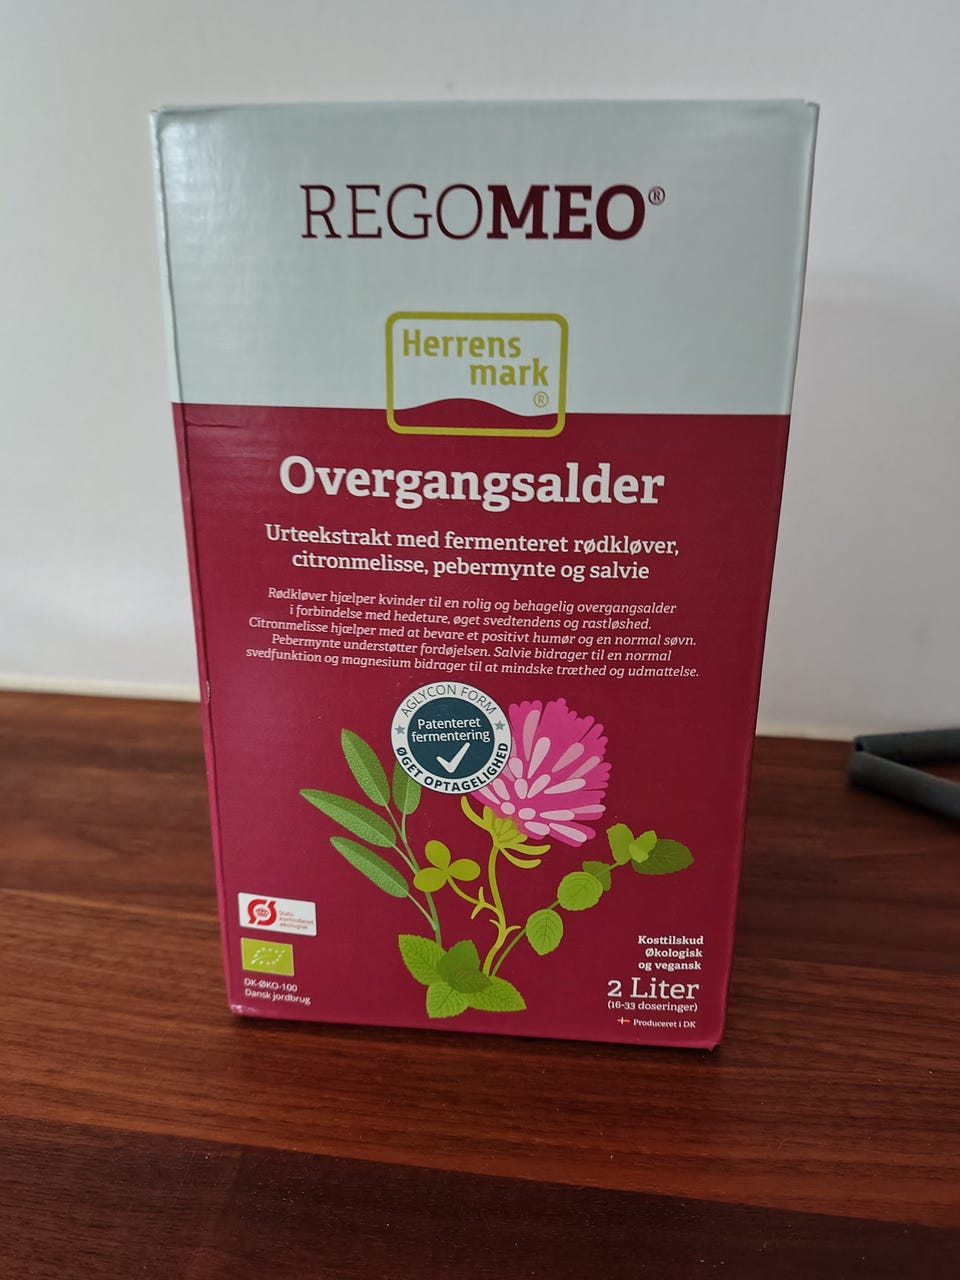 REGOMEO®
Herrens
mark
®
Overgangsalder
Urteekstrakt med fermenteret rødkløver,
citronmelisse, pebermynte og salvie
Rødkløver hjælper kvinder til en rolig og behagelig overgangsalder
i forbindelse med hedeture, øget svedtendens og rastløshed.
Citronmelisse hjælper med at bevare et positivt humør og en normal søvn.
Pebermynte understøtter fordøjelsen. Salvie bidrager til en normal
svedfunktion og magnesium bidrager til at mindske træthed og udmattelse.
AGLYCON FORM
Patenteret
fermentering
ØGET OPTAGELIGHED
Stats-
kontrolleret
økologisk
DK-ØKO-100
Dansk jordbrug
Kosttilskud
Økologisk
og vegansk
2 Liter
(16-33 doseringer)
Produceret i DK